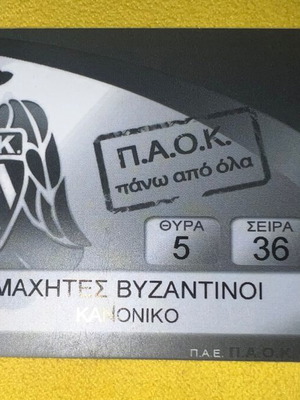 Κ.
Π.Α.Ο.Κ.
πάνω από όλα
ΘΥΡΑ ΣΕΙΡΑ
5 36
ΜΑΧΗΤΕΣ ΒΥΖΑΝΤΙΝΟΙ
ΚΑΝΟΝΙΚΟ
Π.Α.Ε. Π.Α.Ο.Κ